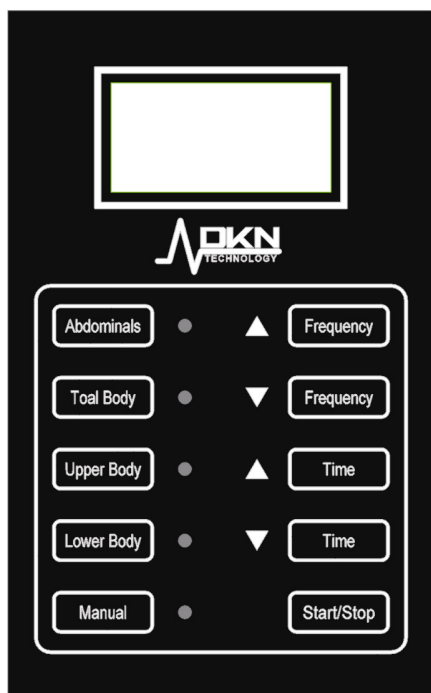 DKN
TECHNOLOGY
Abdominals
Frequency
Toal Body
Frequency
Upper Body
Time
Lower Body
Time
Manual
Start/Stop